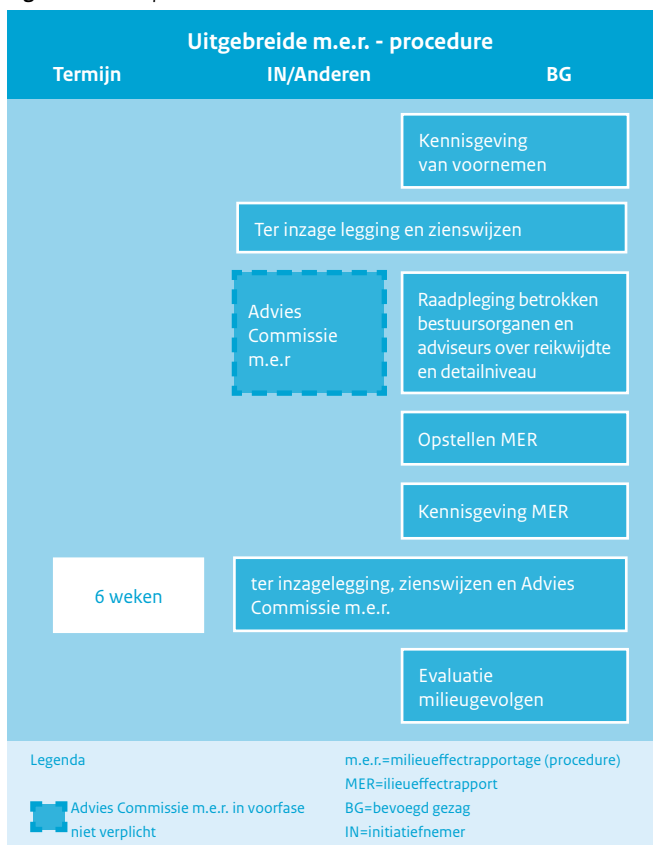 Uitgebreide m.e.r. - procedure
Termijn IN/Anderen BG
Kennisgeving
van voornemen
Ter inzage legging en zienswijzen
Advies
Commissie
m.e.r
Raadpleging betrokken
bestuursorganen en
adviseurs over reikwijdte
en detailniveau
Opstellen MER
Kennisgeving MER
6 weken
ter inzagelegging, zienswijzen en Advies
Commissie m.e.r.
Evaluatie
milieugevolgen
Legenda
Advies Commissie m.e.r. in voorfase
niet verplicht
m.e.r.=milieueffectrapportage (procedure)
MER=ilieueffectrapport
BG=bevoegd gezag
IN=initiatiefnemer